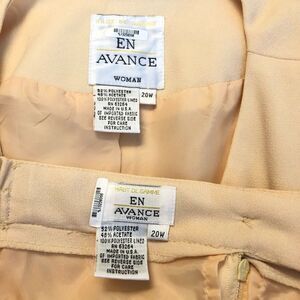 HAUT DE GAMME
EN
AVANCE
WOMAN
52% POLYESTER
48% ACETATE
100% POLYESTER LINED
RN 63264
MADE IN U.S.A.
OF IMPORTED FABRIC
SEE REVERSE SIDE
FOR CARE
INSTRUCTION
20W
HAUT DE GAMME
EN
AVANCE
WOMAN
52% POLYESTER
48% ACETATE
100% POLYESTER LINED
RN 63264
MADE IN U.S.A.
OF IMPORTED FABRIC
SEE REVERSE SIDE
FOR CARE
INSTRUCTION
20W